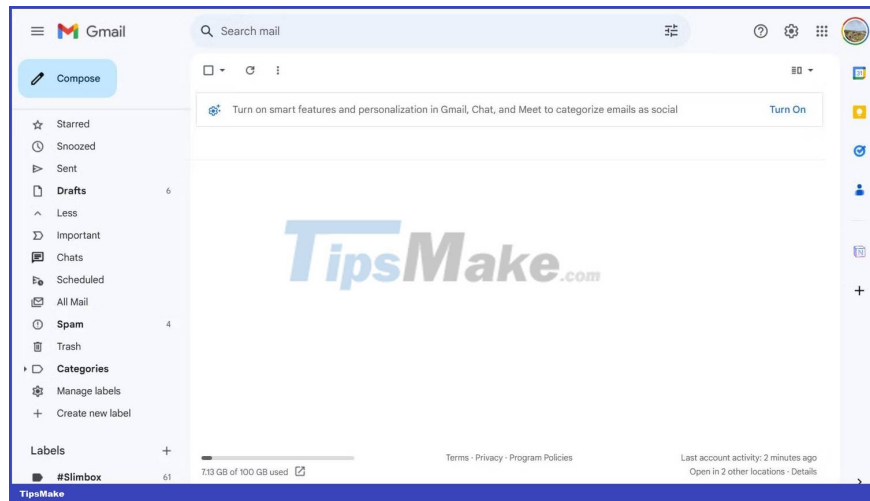 Gmail
Search mail
Compose
Turn on smart features and personalization in Gmail, Chat, and Meet to categorize emails as social
Turn On
Starred
Snoozed
Sent
Drafts 6
Less
Important
Chats
Scheduled
All Mail
Spam 4
Trash
Categories
Manage labels
Create new label
Labels
#Slimbox 61
TipsMake.com
7.13 GB of 100 GB used
Terms · Privacy · Program Policies
Last account activity: 2 minutes ago
Open in 2 other locations · Details
31
TipsMake